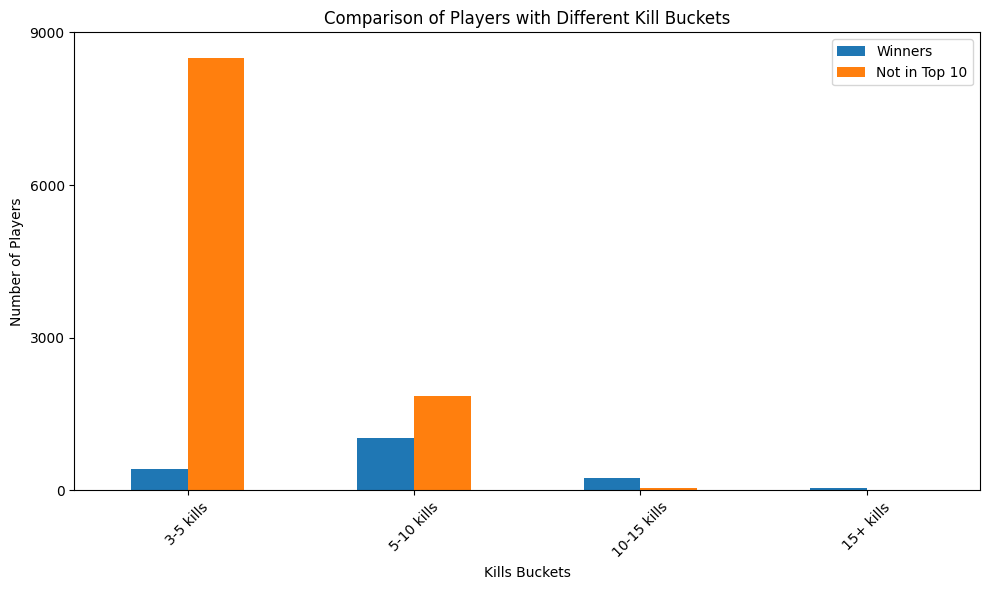 Comparison of Players with Different Kill Buckets
Winners
Not in Top 10
Number of Players
9000
6000
3000
0
3-5 kills
5-10 kills
10-15 kills
15+ kills
Kills Buckets